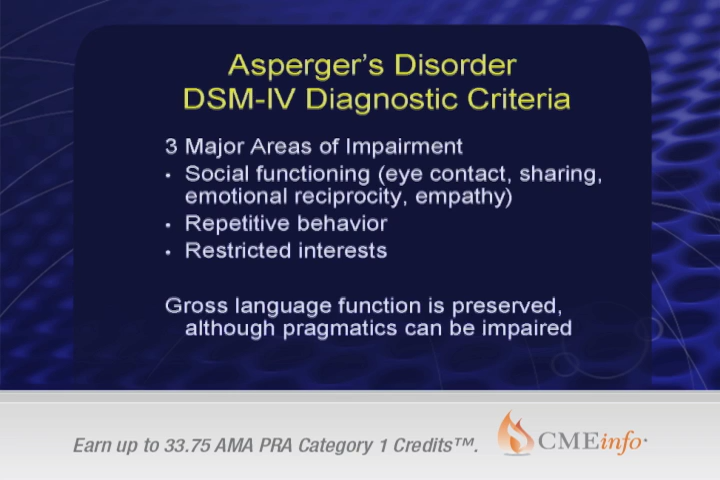 Asperger's Disorder
DSM-IV Diagnostic Criteria
3 Major Areas of Impairment
• Social functioning (eye contact, sharing,
emotional reciprocity, empathy)
• Repetitive behavior
• Restricted interests
Gross language function is preserved,
although pragmatics can be impaired
Earn up to 33.75 AMA PRA Category 1 Credits™.
CMEinfo